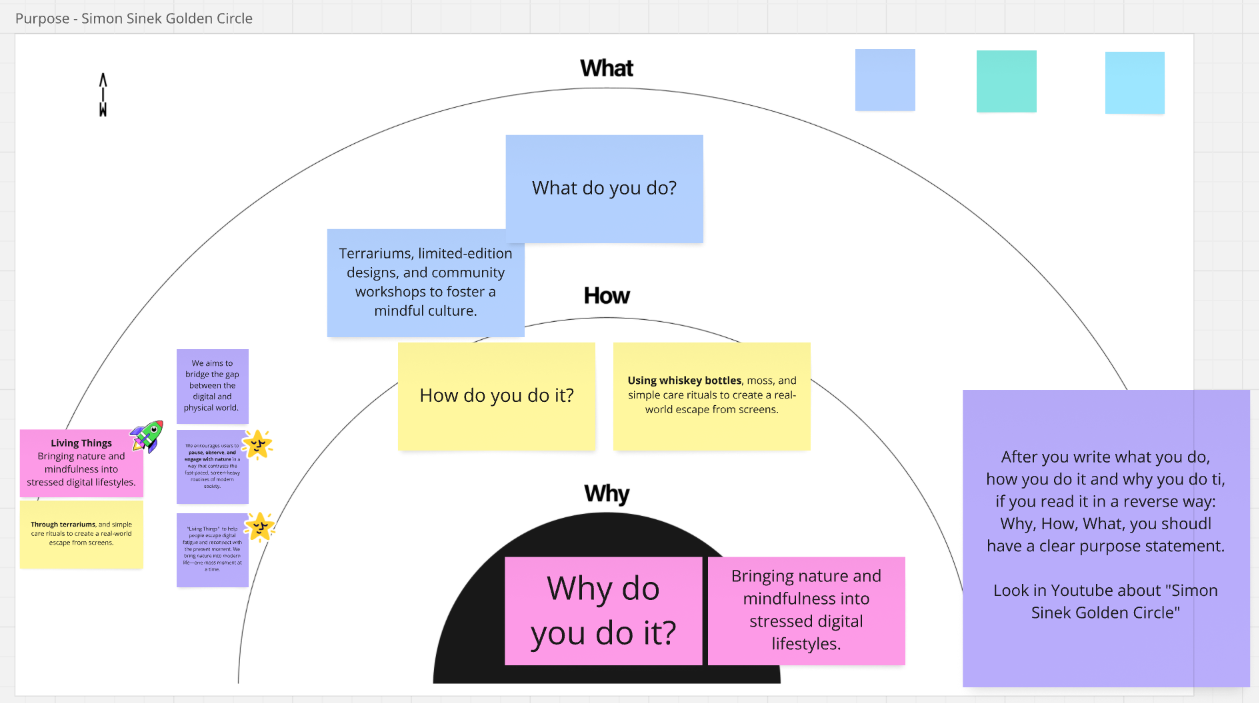 Purpose - Simon Sinek Golden Circle
What
What do you do?
Terrariums, limited-edition
designs, and community
workshops to foster a
mindful culture.
How
How do you do it?
Using whiskey bottles, moss, and
simple care rituals to create a real-
world escape from screens.
We aims to
bridge the gap
between the
digital and
physical world.
Living Things
Bringing nature and
mindfulness into
stressed digital lifestyles.
We encourages users to
pause, observe, and
engage with nature in a
way that contrasts the
fast-paced, screen-heavy
routines of modern
society.
Through terrariums, and simple
care rituals to create a real-world
escape from screens.
"Living Things" to help
people escape digital
fatigue and reconnect with
the present moment. We
bring nature into modern
life—one moss moment at
a time.
Why
Why do
you do it?
Bringing nature and
mindfulness into
stressed digital
lifestyles.
After you write what you do,
how you do it and why you do ti,
if you read it in a reverse way:
Why, How, What, you shoudl
have a clear purpose statement.
Look in Youtube about "Simon
Sinek Golden Circle"